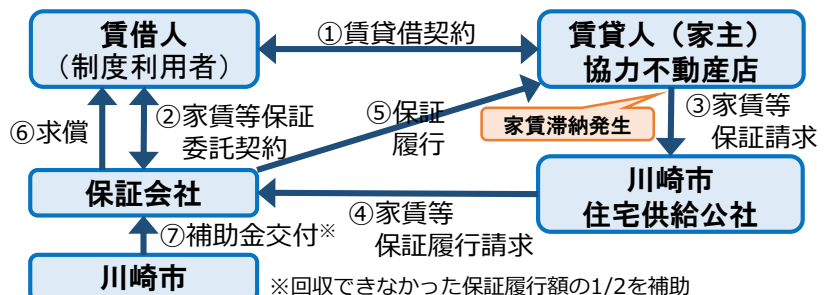 賃借人
（制度利用者）
①賃貸借契約
賃貸人（家主）
協力不動産店
⑥求償
②家賃等保証
委託契約
⑤保証
履行
家賃滞納発生
③家賃等
保証請求
保証会社
④家賃等
保証履行請求
川崎市
住宅供給公社
⑦補助金交付※
川崎市
※回収できなかった保証履行額の1/2を補助